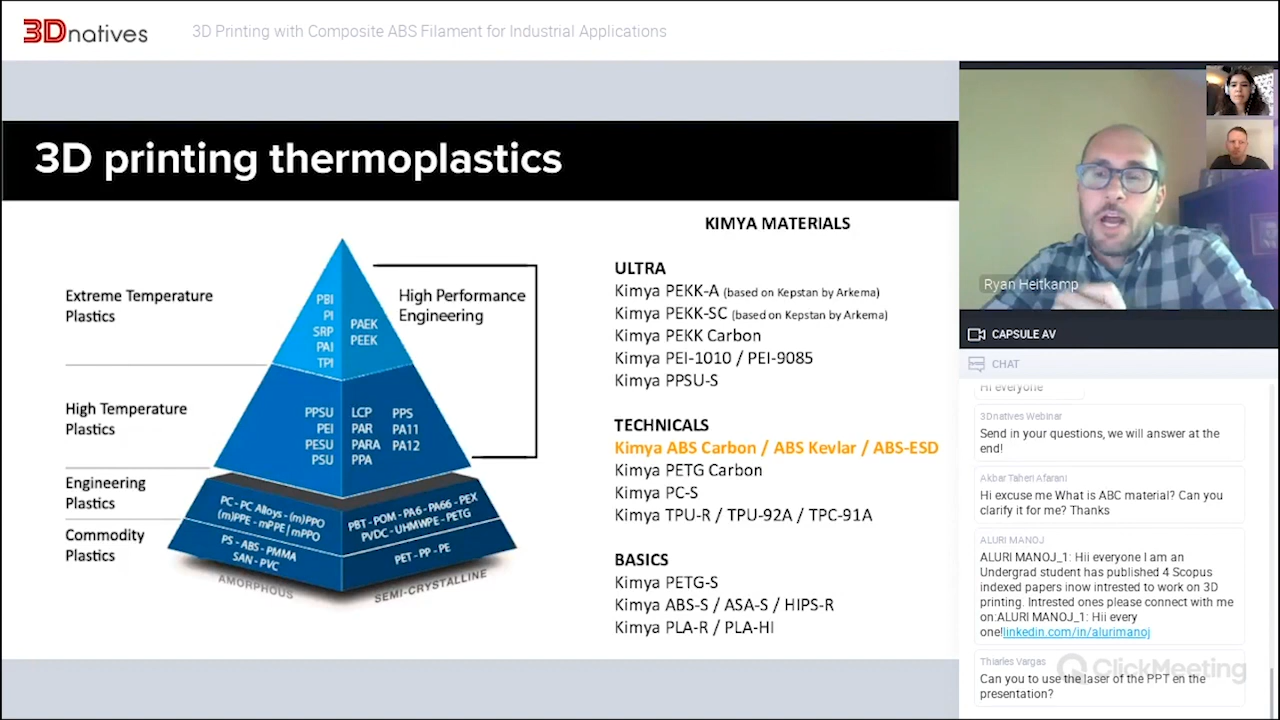 3Dnatives
3D Printing with Composite ABS Filament for Industrial Applications
3D printing thermoplastics
Extreme Temperature
Plastics
High Temperature
Plastics
Engineering
Plastics
Commodity
Plastics
PBI
PI
SRP
PAI
TPI
PAEK
PEEK
PPSU
PEI
PESU
PSU
LCP
PAR
PARA
PPA
PPS
PA11
PA12
PC - PC Alloys - (m)PPO
(m)PPE - mPPE | mPPO
PBT - POM - PA6 - PA66 - PEX
PVDC - UHMWPE - PETG
PS - ABS - PMMA
SAN - PVC
PET - PP - PE
AMORPHOUS
SEMI-CRYSTALLINE
High Performance
Engineering
KIMYA MATERIALS
ULTRA
Kimya PEKK-A (based on Kepstan by Arkema)
Kimya PEKK-SC (based on Kepstan by Arkema)
Kimya PEKK Carbon
Kimya PEI-1010 / PEI-9085
Kimya PPSU-S
TECHNICALS
Kimya ABS Carbon / ABS Kevlar / ABS-ESD
Kimya PETG Carbon
Kimya PC-S
Kimya TPU-R / TPU-92A / TPC-91A
BASICS
Kimya PETG-S
Kimya ABS-S / ASA-S / HIPS-R
Kimya PLA-R / PLA-HI
Ryan Heitkamp
CAPSULE AV
CHAT
Hi everyone
3Dnatives Webinar
Send in your questions, we will answer at the
end!
Akbar Taheri Afarani
Hi excuse me What is ABC material? Can you
clarify it for me? Thanks
ALURI MANOJ
ALURI MANOJ_1: Hii everyone I am an
Undergrad student has published 4 Scopus
indexed papers inow intrested to work on 3D
printing. Intrested ones please connect with me
on:ALURI MANOJ_1: Hii every
one!linkedin.com/in/alurimanoj
Thiarles Vargas
Can you to use the laser of the PPT en the
presentation?
ClickMeeting